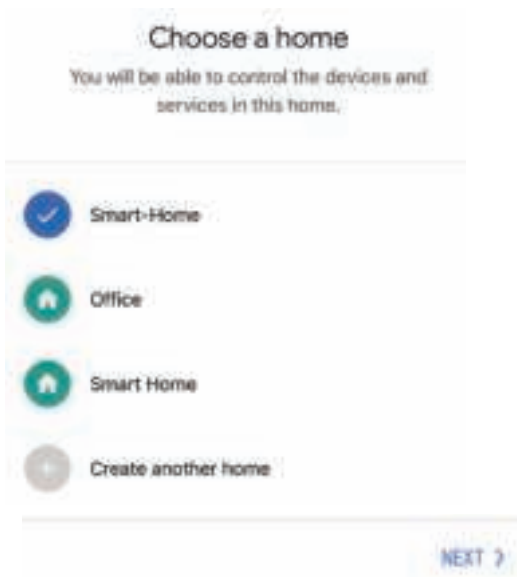 Choose a home
You will be able to control the devices and
services in this home.
Smart-Home
Office
Smart Home
Create another home
NEXT >